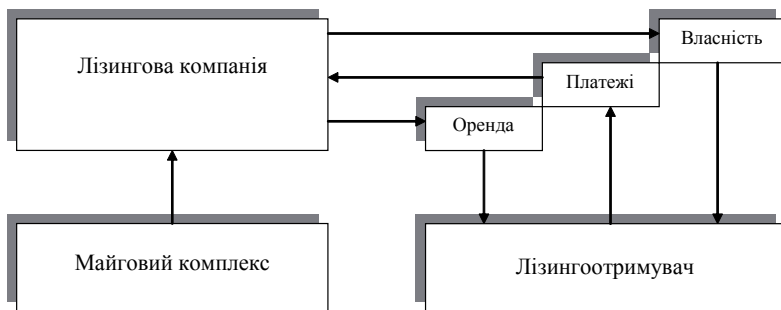 Власність
Лізингова компанія
Платежі
Оренда
Майговий комплекс
Лізингоотримувач